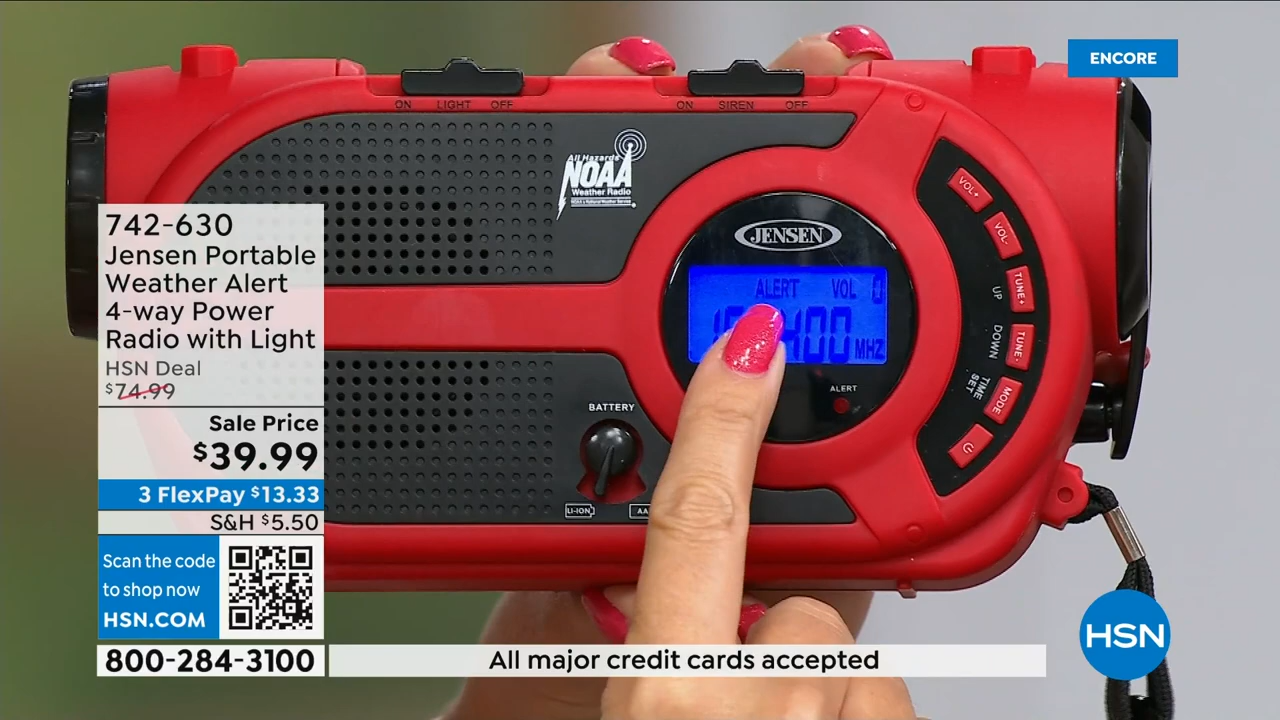 ENCORE
ON LIGHT OFF
ON SIREN OFF
All Hazards
NOAA
Weather Radio
JENSEN
ALERT VOL 0
MHZ
ALERT
VOL+
VOL-
TUNE+
UP
TUNE-
DOWN
MODE
TIME SET
BATTERY
LI-ION
AA
742-630
Jensen Portable
Weather Alert
4-way Power
Radio with Light
HSN Deal
$74.99
Sale Price
$39.99
3 FlexPay $13.33
S&H $5.50
Scan the code
to shop now
HSN.COM
800-284-3100
All major credit cards accepted
HSN